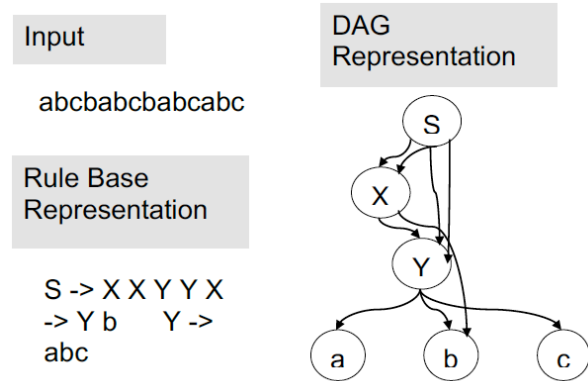 Input
abcbabcbabcabc
Rule Base
Representation
S -> X X Y Y X
-> Y b Y ->
abc
DAG
Representation
S
X
Y
a b c